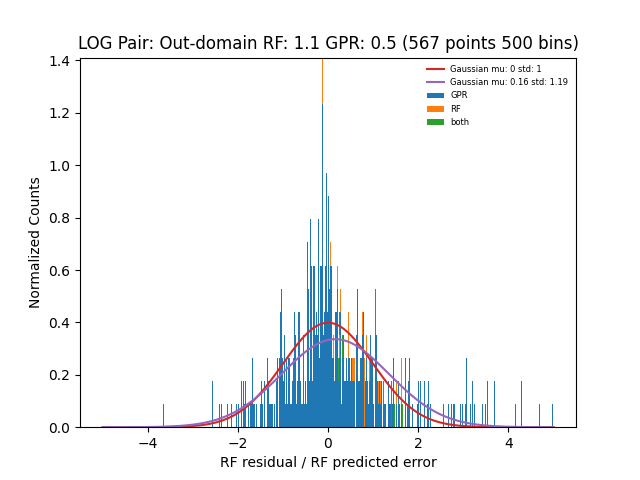 LOG Pair: Out-domain RF: 1.1 GPR: 0.5 (567 points 500 bins)
Gaussian mu: 0 std: 1
Gaussian mu: 0.16 std: 1.19
GPR
RF
both
Normalized Counts
1.4
1.2
1.0
0.8
0.6
0.4
0.2
0.0
−4 −2 0 2 4
RF residual / RF predicted error